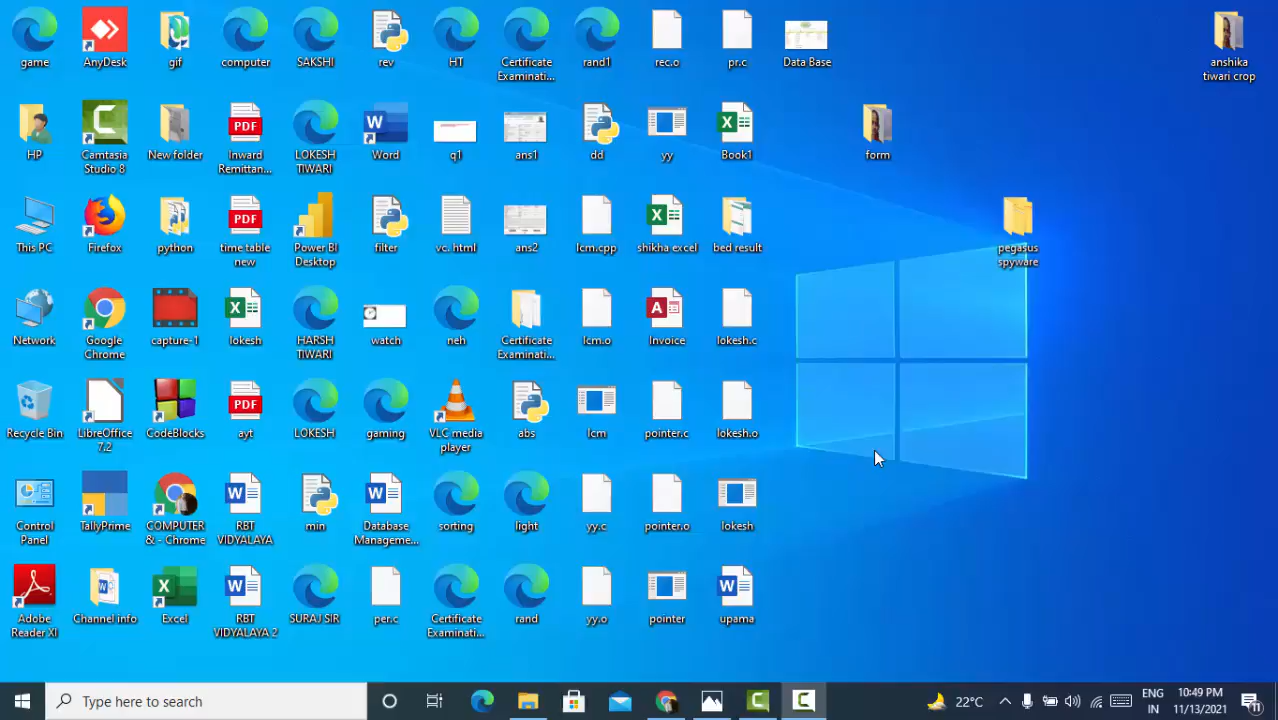 game
AnyDesk
gif
computer
SAKSHI
rev
HT
Certificate
Examinati...
rand1
rec.o
pr.c
Data Base
anshika
tiwari crop
HP
Camtasia
Studio 8
New folder
PDF
Inward
Remittan...
LOKESH
TIWARI
Word
q1
ans1
dd
yy
Book1
form
This PC
Firefox
python
PDF
time table
new
Power BI
Desktop
filter
vc. html
ans2
lcm.cpp
shikha excel
bed result
pegasus
spyware
Network
Google
Chrome
capture-1
lokesh
HARSH
TIWARI
watch
neh
Certificate
Examinati...
lcm.o
Invoice
lokesh.c
Recycle Bin
LibreOffice
7.2
CodeBlocks
PDF
ayt
LOKESH
gaming
VLC media
player
abs
lcm
pointer.c
lokesh.o
Control
Panel
TallyPrime
COMPUTER
& - Chrome
RBT
VIDYALAYA
min
Database
Manageme...
sorting
light
yy.c
pointer.o
lokesh
Adobe
Reader XI
Channel info
Excel
RBT
VIDYALAYA 2
SURAJ SIR
per.c
Certificate
Examinati...
rand
yy.o
pointer
upama
Type here to search
22°C
ENG
IN
10:49 PM
11/13/2021
11